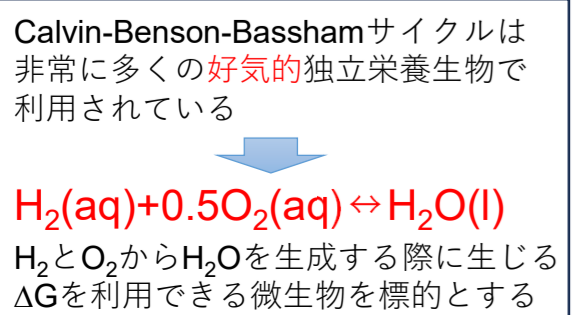 Calvin-Benson-Basshamサイクルは
非常に多くの好気的独立栄養生物で
利用されている
H₂(aq)+0.5O₂(aq)⇔H₂O(l)
H₂とO₂からH₂Oを生成する際に生じる
ΔGを利用できる微生物を標的とする